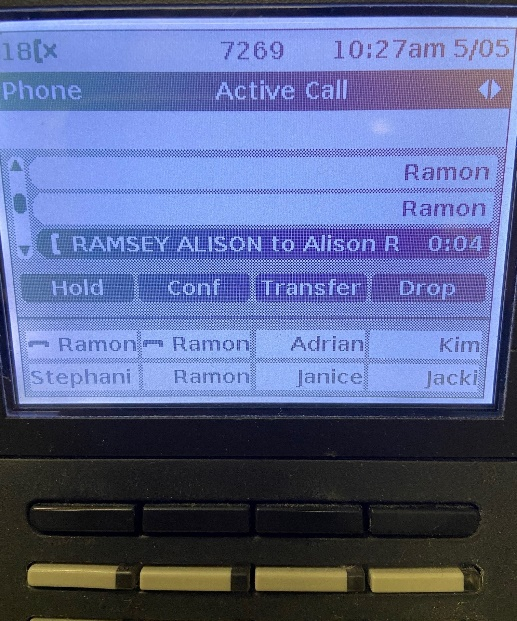 18 x 7269 10:27am 5/05
Phone Active Call
Ramon
Ramon
RAMSEY ALISON to Alison R 0:04
Hold Conf Transfer Drop
Ramon Ramon Adrian Kim
Stephani Ramon Janice Jacki